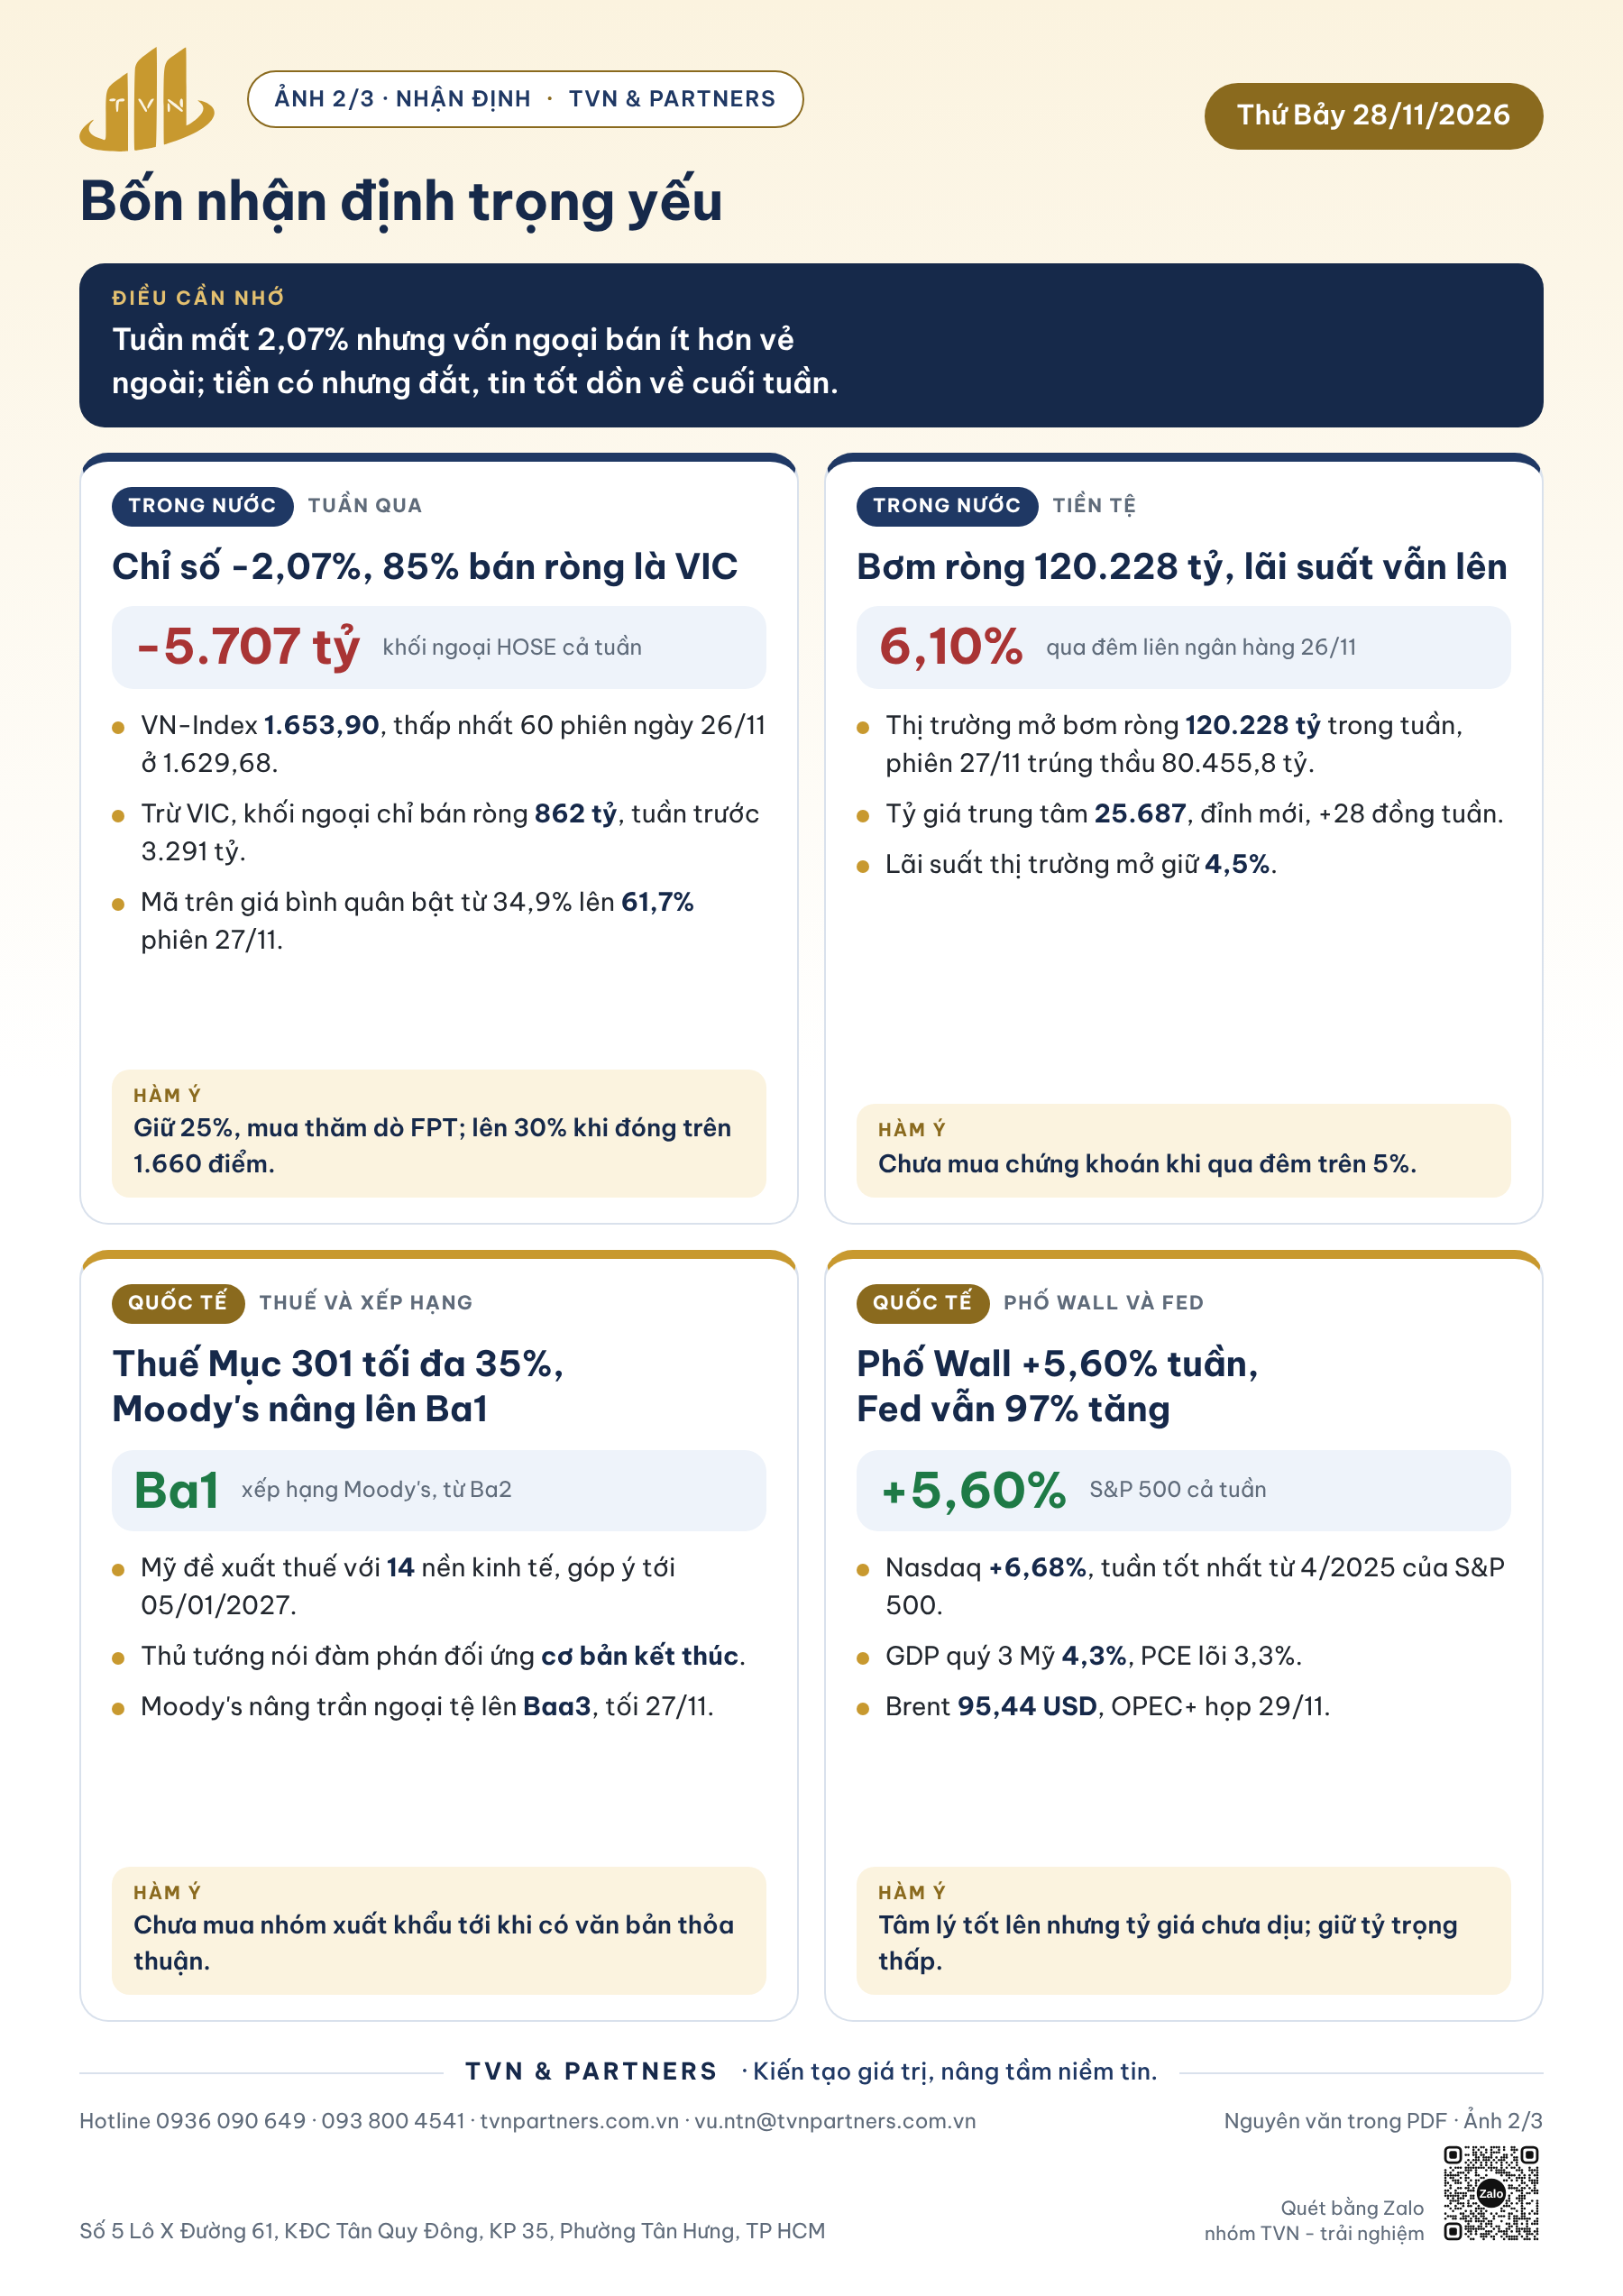 TVN
ẢNH 2/3 · NHẬN ĐỊNH · TVN & PARTNERS
Thứ Bảy 28/11/2026
Bốn nhận định trọng yếu
ĐIỀU CẦN NHỚ
Tuần mất 2,07% nhưng vốn ngoại bán ít hơn vẻ
ngoài; tiền có nhưng đắt, tin tốt dồn về cuối tuần.
TRONG NƯỚC TUẦN QUA
Chỉ số -2,07%, 85% bán ròng là VIC
-5.707 tỷ khối ngoại HOSE cả tuần
VN-Index 1.653,90, thấp nhất 60 phiên ngày 26/11
ở 1.629,68.
Trừ VIC, khối ngoại chỉ bán ròng 862 tỷ, tuần trước
3.291 tỷ.
Mã trên giá bình quân bật từ 34,9% lên 61,7%
phiên 27/11.
HÀM Ý
Giữ 25%, mua thăm dò FPT; lên 30% khi đóng trên
1.660 điểm.
TRONG NƯỚC TIỀN TỆ
Bơm ròng 120.228 tỷ, lãi suất vẫn lên
6,10% qua đêm liên ngân hàng 26/11
Thị trường mở bơm ròng 120.228 tỷ trong tuần,
phiên 27/11 trúng thầu 80.455,8 tỷ.
Tỷ giá trung tâm 25.687, đỉnh mới, +28 đồng tuần.
Lãi suất thị trường mở giữ 4,5%.
HÀM Ý
Chưa mua chứng khoán khi qua đêm trên 5%.
QUỐC TẾ THUẾ VÀ XẾP HẠNG
Thuế Mục 301 tối đa 35%,
Moody's nâng lên Ba1
Ba1 xếp hạng Moody's, từ Ba2
Mỹ đề xuất thuế với 14 nền kinh tế, góp ý tới
05/01/2027.
Thủ tướng nói đàm phán đối ứng cơ bản kết thúc.
Moody's nâng trần ngoại tệ lên Baa3, tối 27/11.
HÀM Ý
Chưa mua nhóm xuất khẩu tới khi có văn bản thỏa
thuận.
QUỐC TẾ PHỐ WALL VÀ FED
Phố Wall +5,60% tuần,
Fed vẫn 97% tăng
+5,60% S&P 500 cả tuần
Nasdaq +6,68%, tuần tốt nhất từ 4/2025 của S&P
500.
GDP quý 3 Mỹ 4,3%, PCE lõi 3,3%.
Brent 95,44 USD, OPEC+ họp 29/11.
HÀM Ý
Tâm lý tốt lên nhưng tỷ giá chưa dịu; giữ tỷ trọng
thấp.
TVN & PARTNERS · Kiến tạo giá trị, nâng tầm niềm tin.
Hotline 0936 090 649 · 093 800 4541 · tvnpartners.com.vn · vu.ntn@tvnpartners.com.vn
Nguyên văn trong PDF · Ảnh 2/3
Zalo
Quét bằng Zalo
nhóm TVN - trải nghiệm
Số 5 Lô X Đường 61, KĐC Tân Quy Đông, KP 35, Phường Tân Hưng, TP HCM